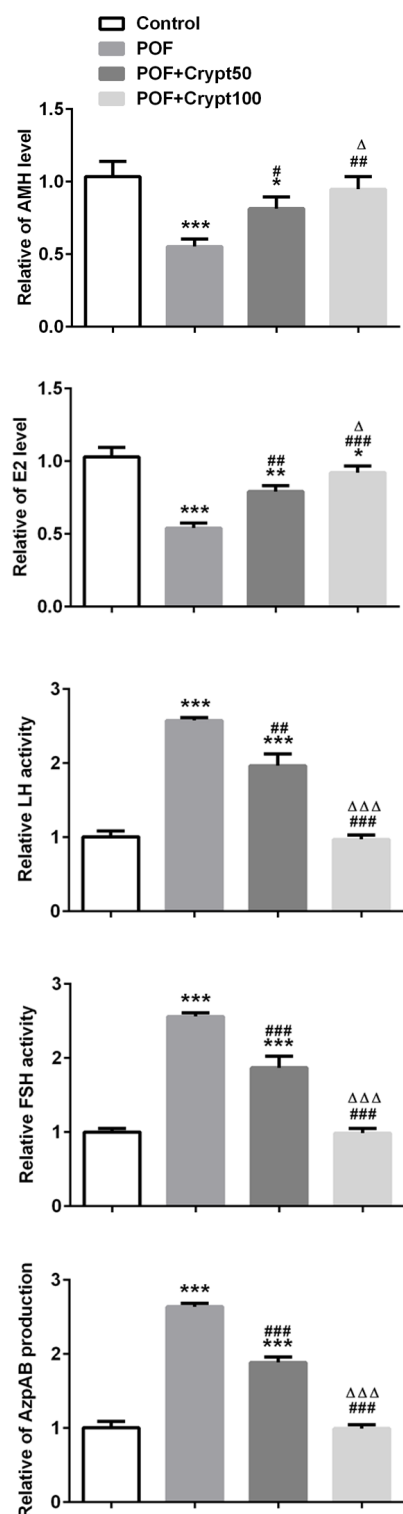 Control
POF
POF+Crypt50
POF+Crypt100
Relative of AMH level
1.5
1.0
0.5
0.0
***
#
*
Δ
##
Relative of E2 level
1.5
1.0
0.5
0.0
***
##
**
Δ
###
*
Relative LH activity
3
2
1
0
***
##
***
ΔΔΔ
###
Relative FSH activity
3
2
1
0
***
###
***
ΔΔΔ
###
Relative of AzpAB production
3
2
1
0
***
###
***
ΔΔΔ
###